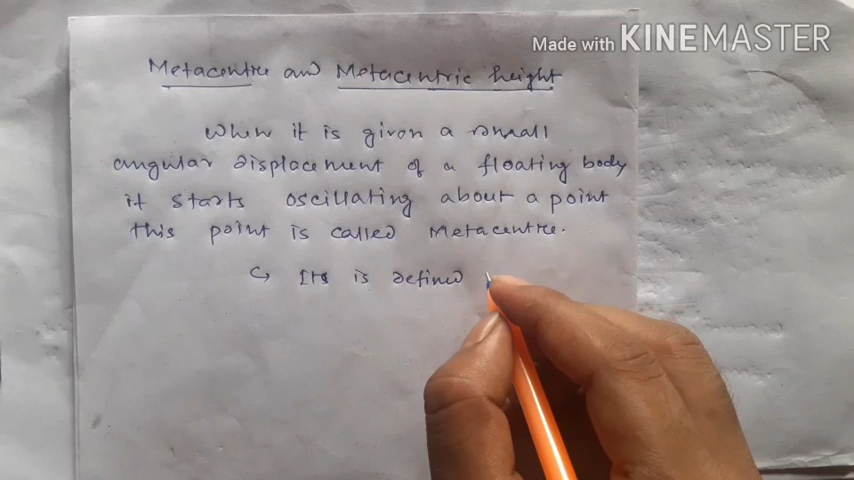 Made with KINEMASTER
Metacentre and Metacentric height
When it is given a small
angular displacement of a floating body
it starts oscillating about a point
this point is called Metacentre.
↪ Its is defined